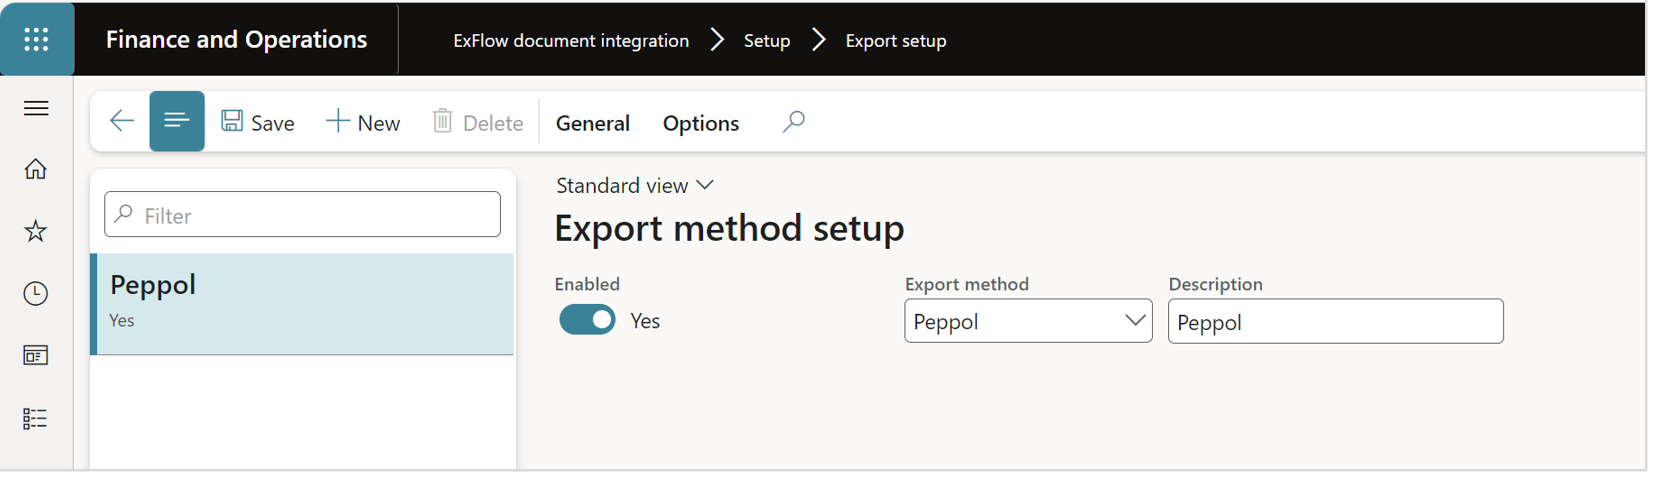 Finance and Operations
ExFlow document integration > Setup > Export setup
Save New Delete General Options
Filter
Peppol
Yes
Standard view
Export method setup
Enabled Export method Description
Yes Peppol Peppol